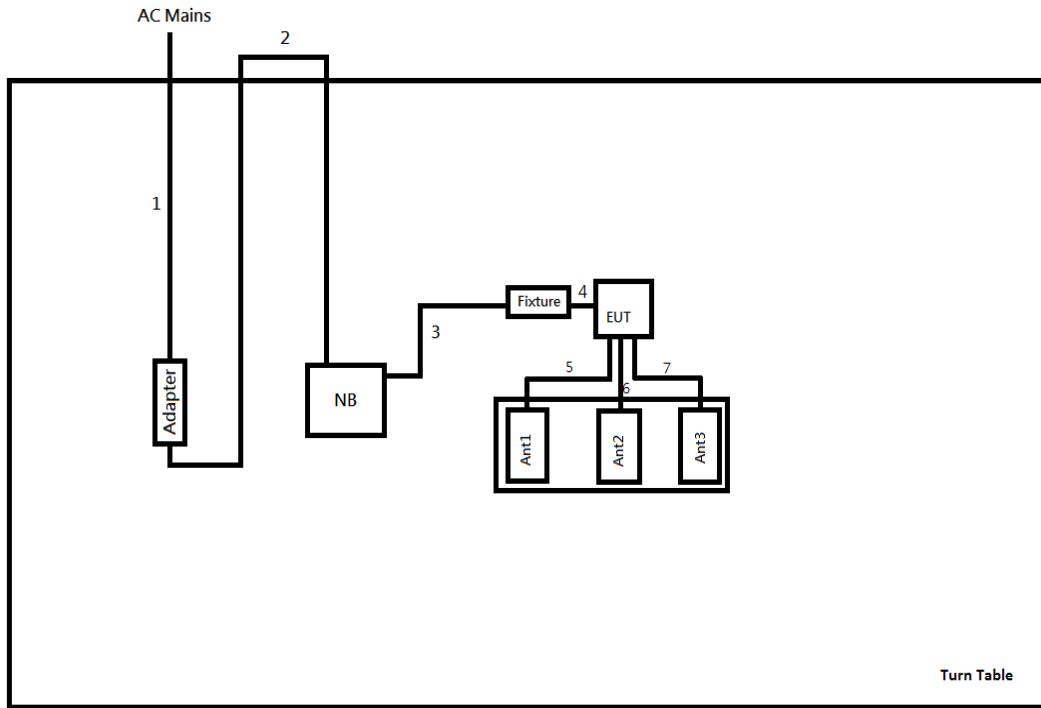 AC Mains
2
1
Adapter
NB
3
Fixture
4
EUT
5
6
7
Ant1
Ant2
Ant3
Turn Table